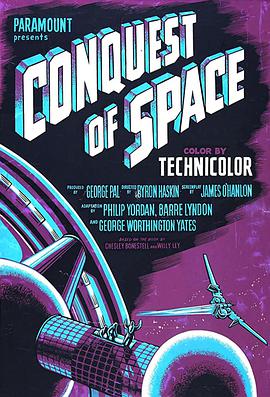 PARAMOUNT
presents
CONQUEST
OF SPACE
COLOR BY
TECHNICOLOR
PRODUCED BY GEORGE PAL DIRECTED BY BYRON HASKIN SCREENPLAY BY JAMES O'HANLON
ADAPTATION BY PHILIP YORDAN, BARRE LYNDON
AND GEORGE WORTHINGTON YATES
BASED ON THE BOOK BY
CHESLEY BONESTELL AND WILLY LEY